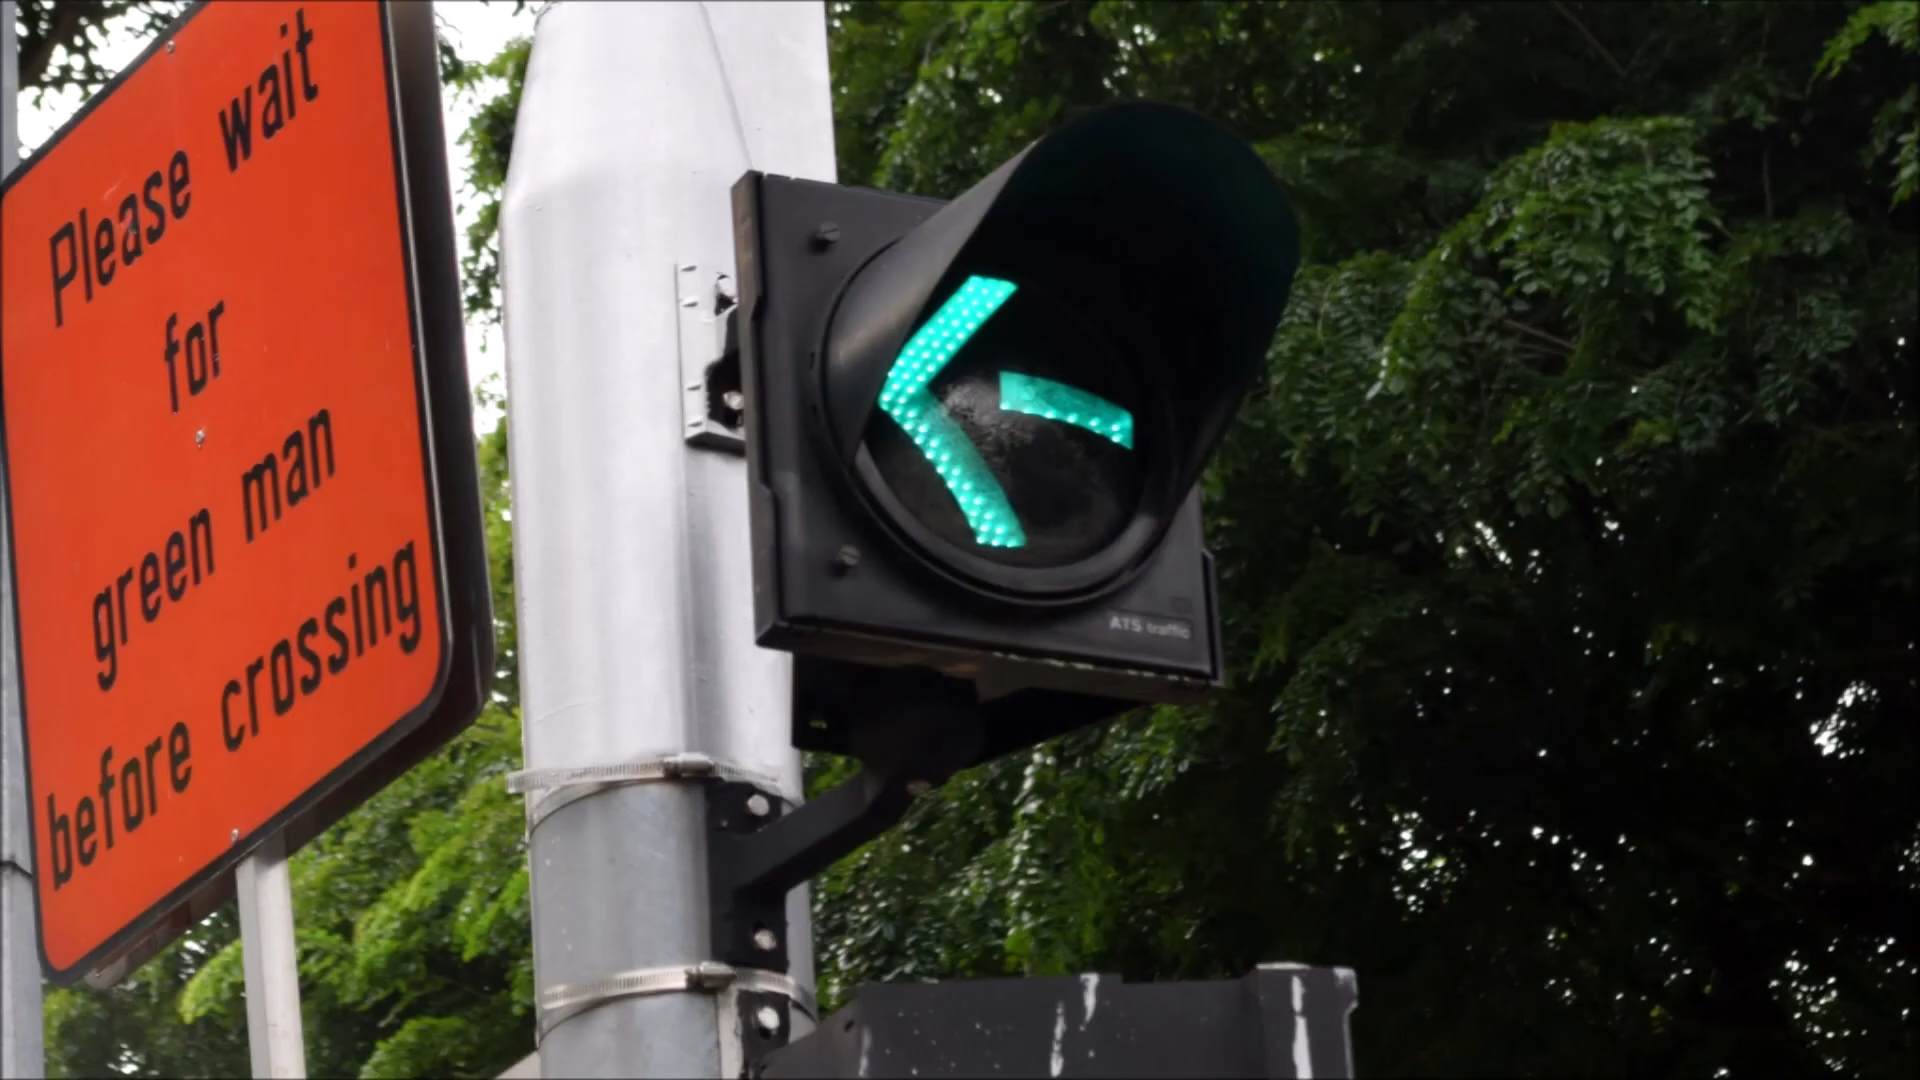 Please wait
for
green man
before crossing
ATS traffic